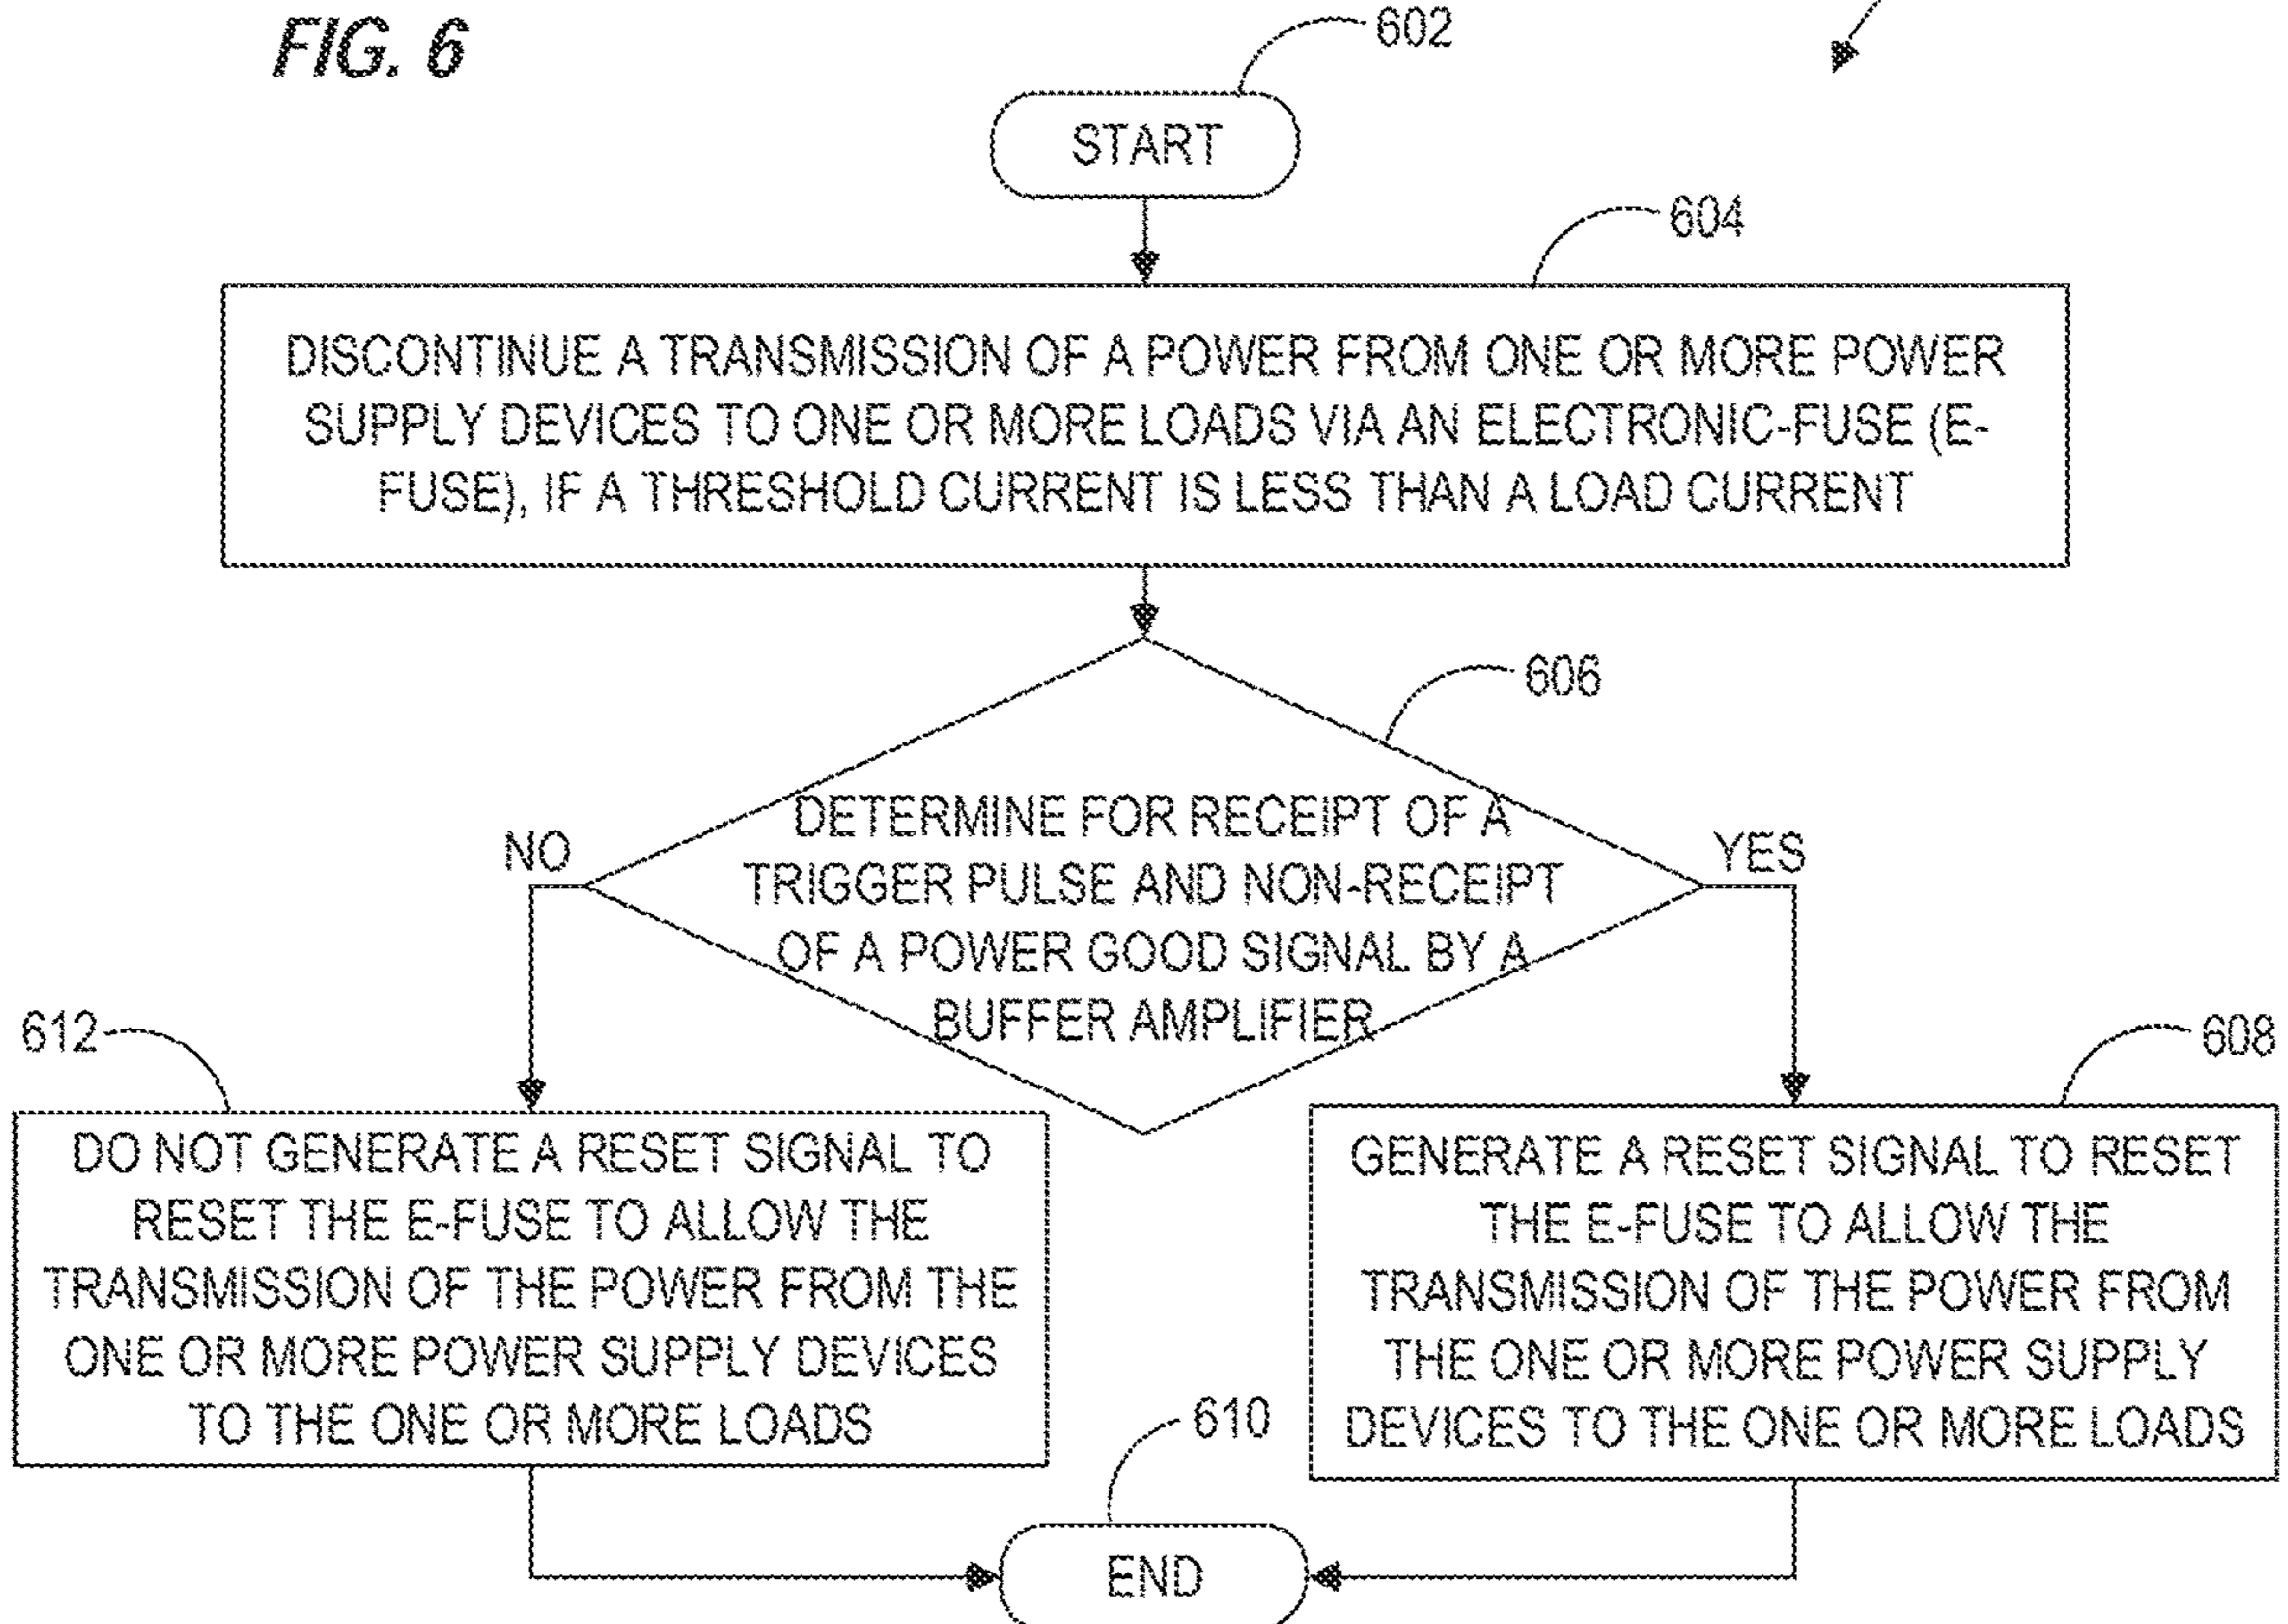 FIG. 6
602
START
604
DISCONTINUE A TRANSMISSION OF A POWER FROM ONE OR MORE POWER
SUPPLY DEVICES TO ONE OR MORE LOADS VIA AN ELECTRONIC-FUSE (E-
FUSE), IF A THRESHOLD CURRENT IS LESS THAN A LOAD CURRENT
606
DETERMINE FOR RECEIPT OF A
TRIGGER PULSE AND NON-RECEIPT
OF A POWER GOOD SIGNAL BY A
BUFFER AMPLIFIER
NO
YES
612
DO NOT GENERATE A RESET SIGNAL TO
RESET THE E-FUSE TO ALLOW THE
TRANSMISSION OF THE POWER FROM THE
ONE OR MORE POWER SUPPLY DEVICES
TO THE ONE OR MORE LOADS
608
GENERATE A RESET SIGNAL TO RESET
THE E-FUSE TO ALLOW THE
TRANSMISSION OF THE POWER FROM
THE ONE OR MORE POWER SUPPLY
DEVICES TO THE ONE OR MORE LOADS
610
END